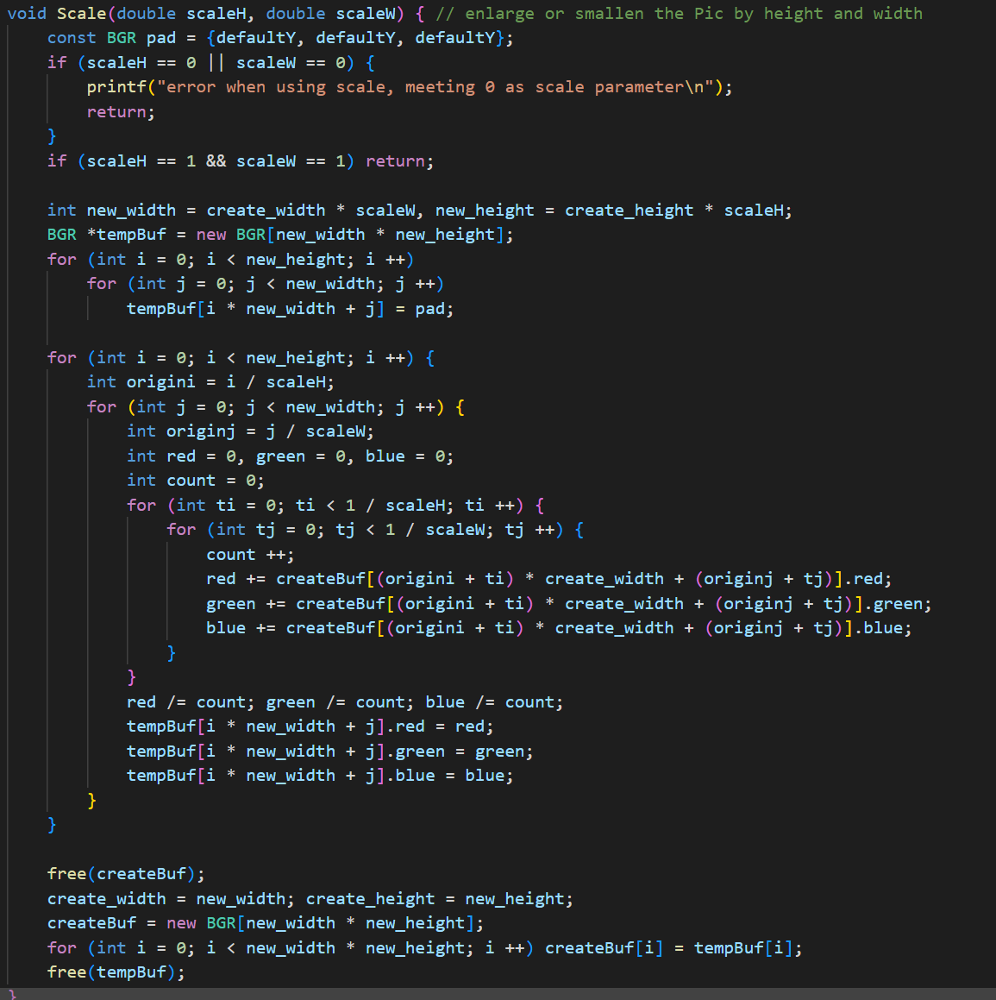 void Scale(double scaleH, double scaleW) { // enlarge or smallen the Pic by height and width
    const BGR pad = {defaultY, defaultY, defaultY};
    if (scaleH == 0 || scaleW == 0) {
        printf("error when using scale, meeting 0 as scale parameter\n");
        return;
    }
    if (scaleH == 1 && scaleW == 1) return;

    int new_width = create_width * scaleW, new_height = create_height * scaleH;
    BGR *tempBuf = new BGR[new_width * new_height];
    for (int i = 0; i < new_height; i ++)
        for (int j = 0; j < new_width; j ++)
            tempBuf[i * new_width + j] = pad;

    for (int i = 0; i < new_height; i ++) {
        int origini = i / scaleH;
        for (int j = 0; j < new_width; j ++) {
            int originj = j / scaleW;
            int red = 0, green = 0, blue = 0;
            int count = 0;
            for (int ti = 0; ti < 1 / scaleH; ti ++) {
                for (int tj = 0; tj < 1 / scaleW; tj ++) {
                    count ++;
                    red += createBuf[(origini + ti) * create_width + (originj + tj)].red;
                    green += createBuf[(origini + ti) * create_width + (originj + tj)].green;
                    blue += createBuf[(origini + ti) * create_width + (originj + tj)].blue;
                }
            }
            red /= count; green /= count; blue /= count;
            tempBuf[i * new_width + j].red = red;
            tempBuf[i * new_width + j].green = green;
            tempBuf[i * new_width + j].blue = blue;
        }
    }

    free(createBuf);
    create_width = new_width; create_height = new_height;
    createBuf = new BGR[new_width * new_height];
    for (int i = 0; i < new_width * new_height; i ++) createBuf[i] = tempBuf[i];
    free(tempBuf);
}